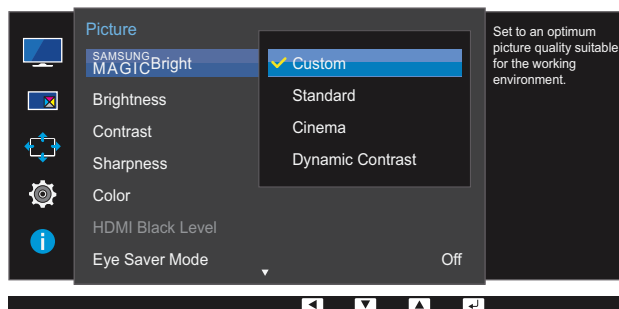 Picture
SAMSUNG
MAGICBright
Custom
Standard
Cinema
Dynamic Contrast
Brightness
Contrast
Sharpness
Color
HDMI Black Level
Eye Saver Mode
Off
Set to an optimum
picture quality suitable
for the working
environment.